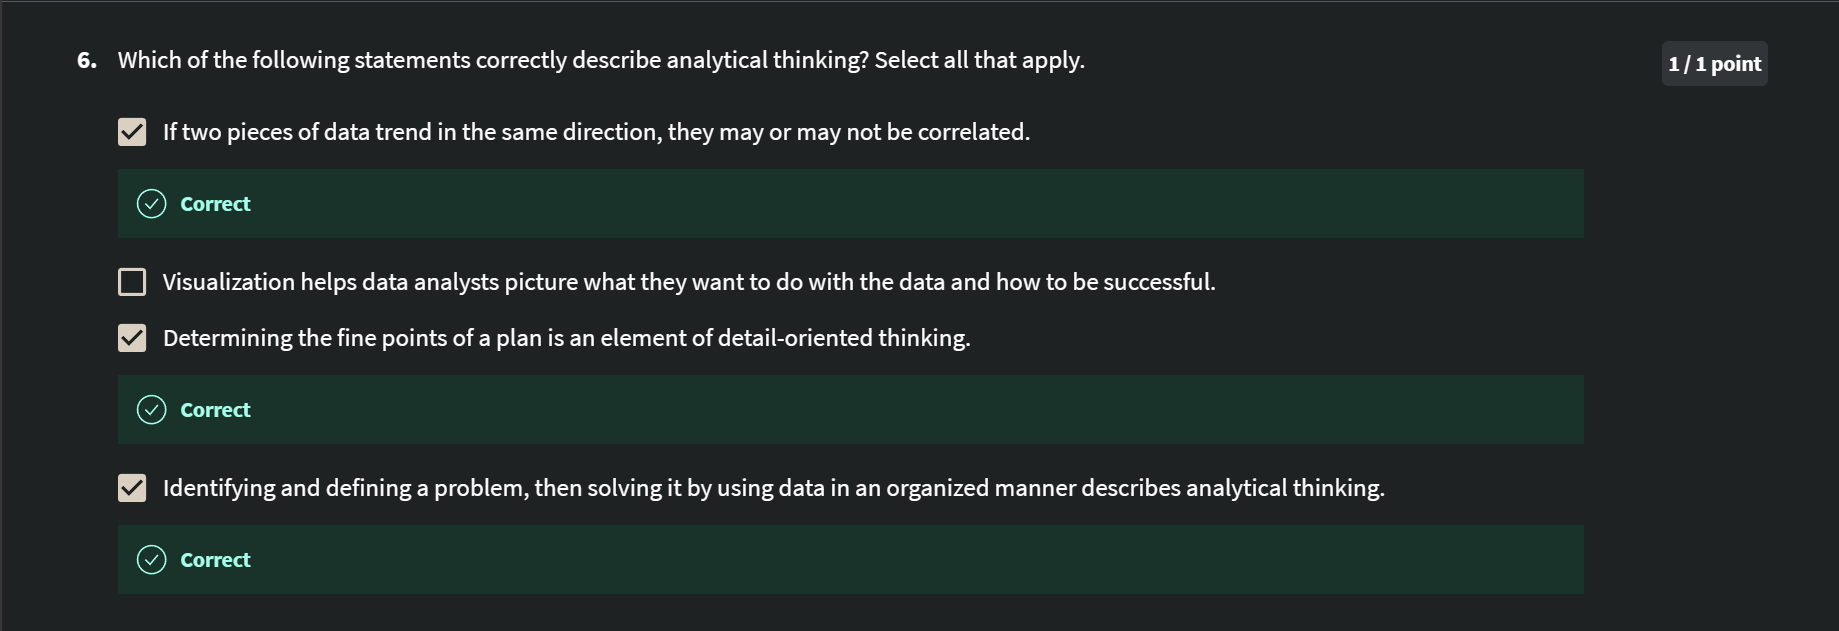 6. Which of the following statements correctly describe analytical thinking? Select all that apply.
1 / 1 point
If two pieces of data trend in the same direction, they may or may not be correlated.
Correct
Visualization helps data analysts picture what they want to do with the data and how to be successful.
Determining the fine points of a plan is an element of detail-oriented thinking.
Correct
Identifying and defining a problem, then solving it by using data in an organized manner describes analytical thinking.
Correct